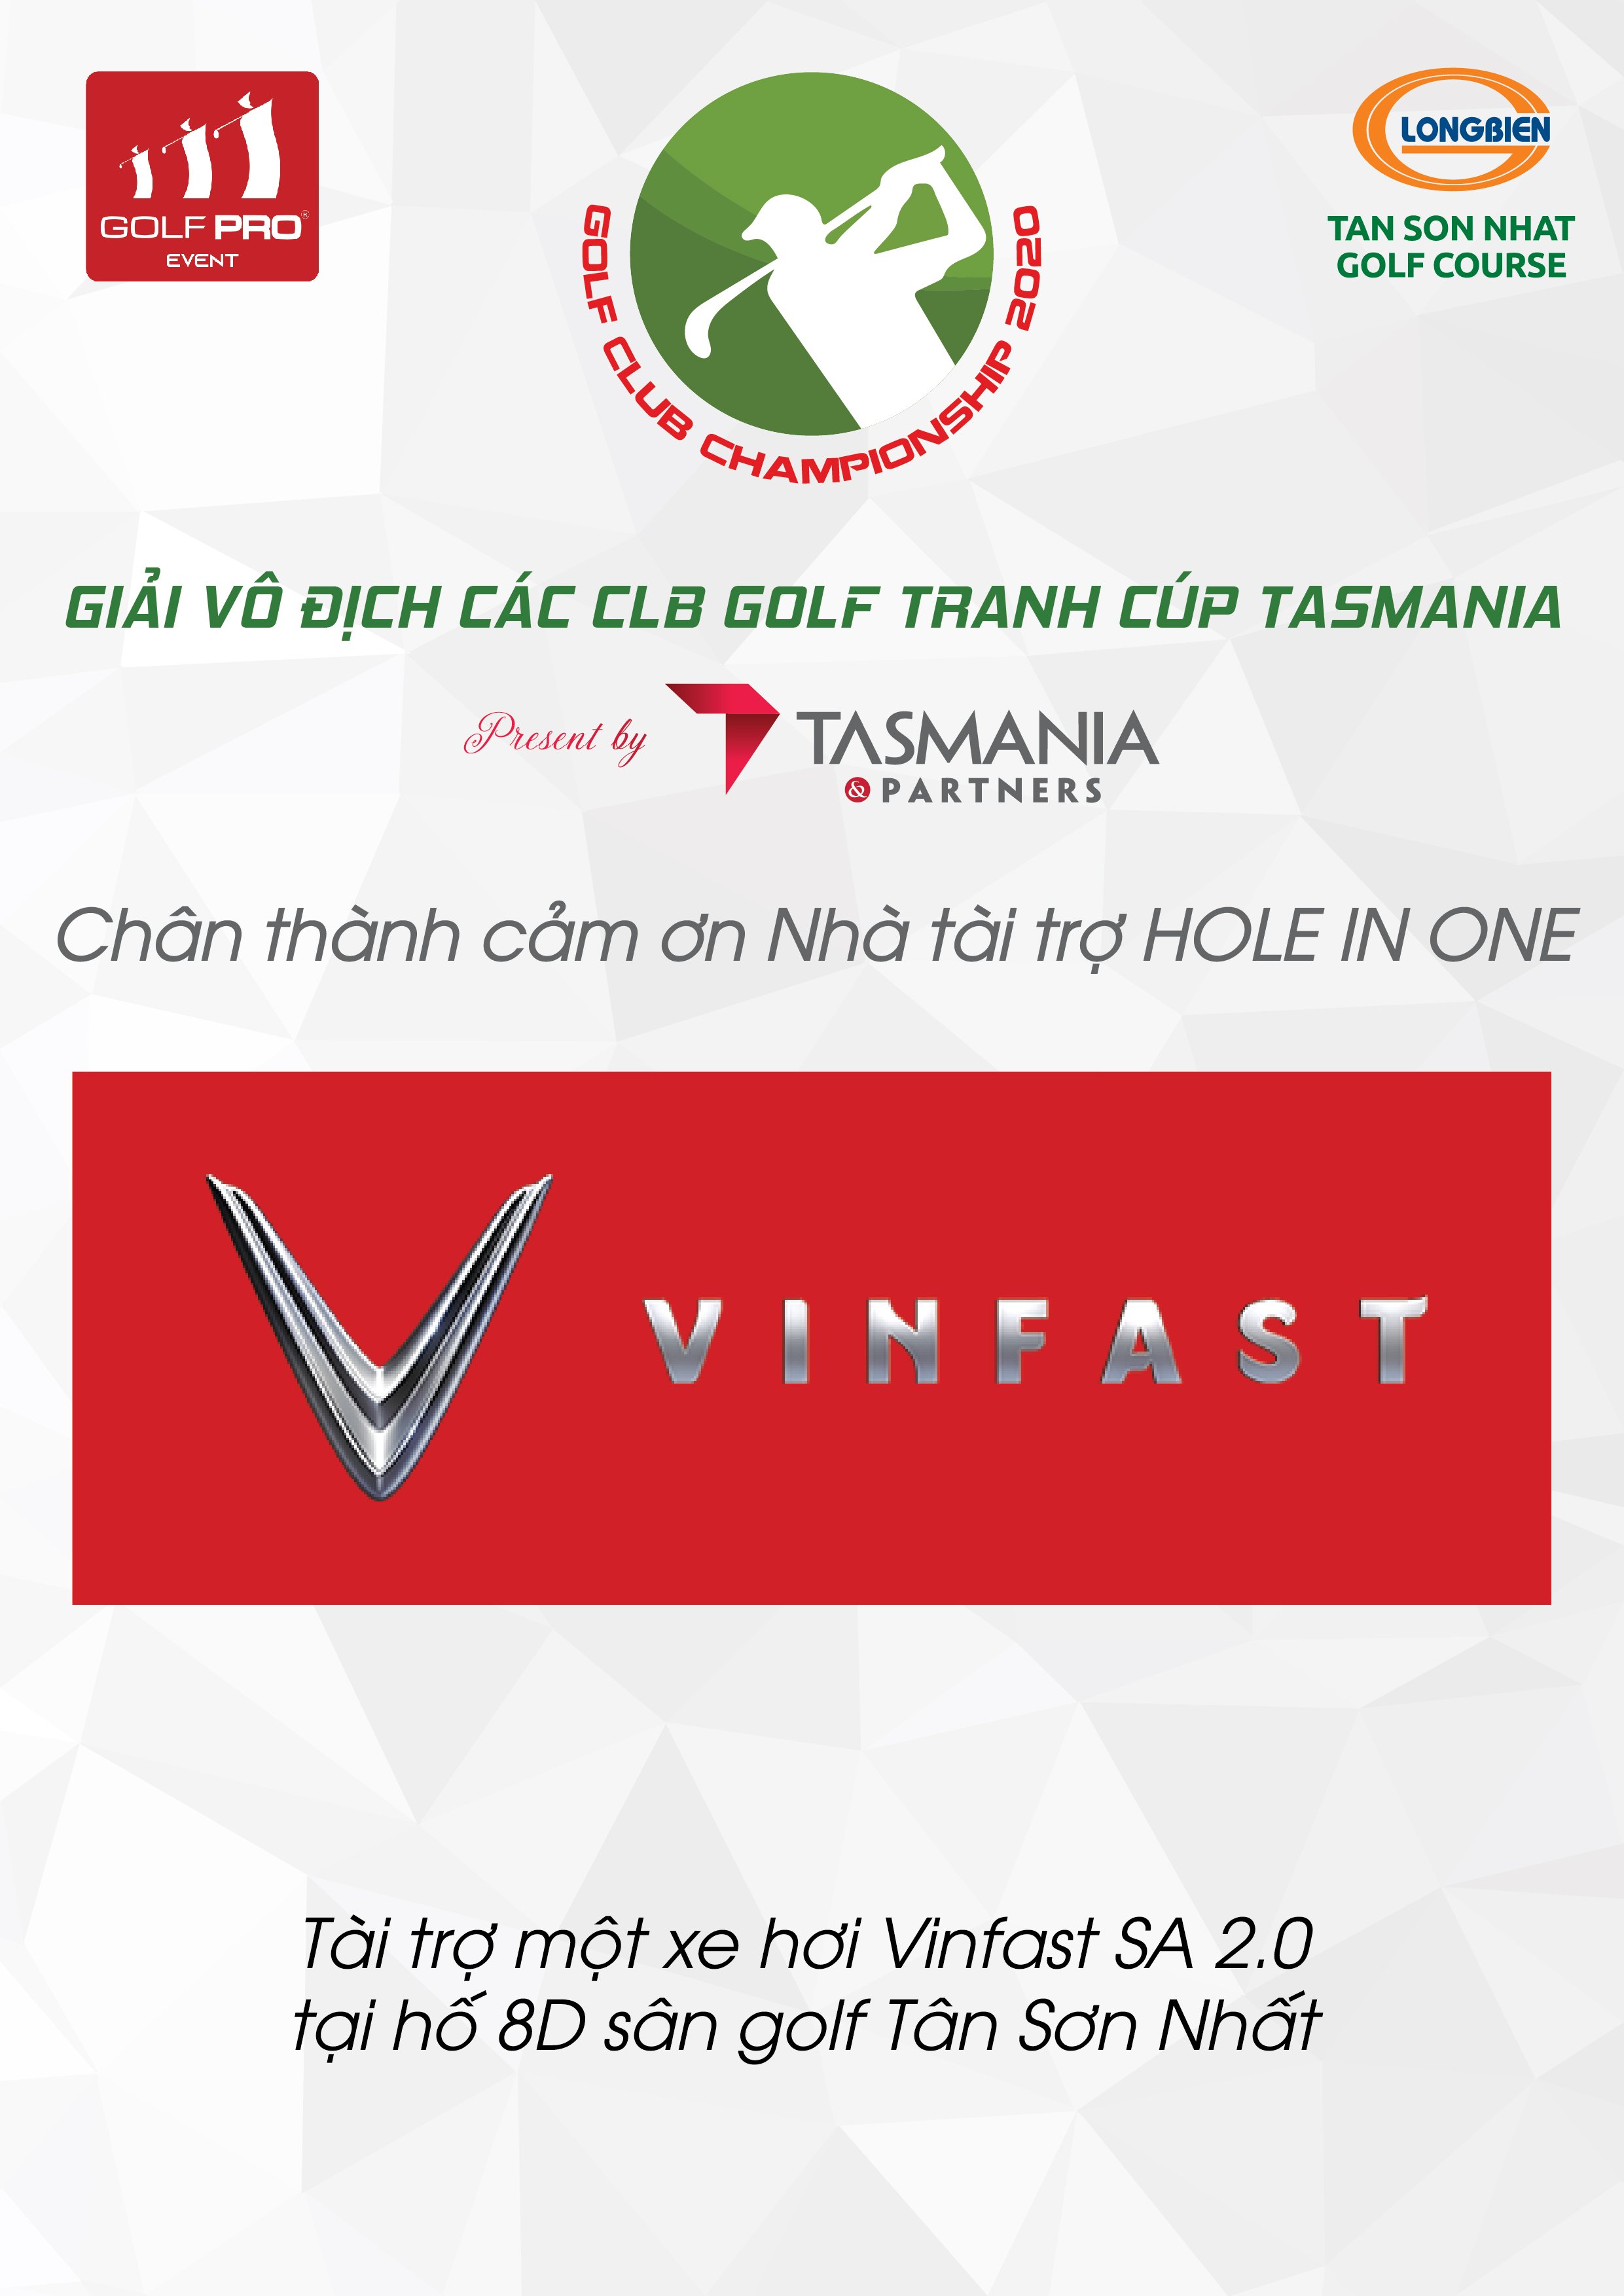 GOLF PRO®
EVENT
GOLF CLUB CHAMPIONSHIP 2020
LONGBIEN
TAN SON NHAT
GOLF COURSE
GIẢI VÔ ĐỊCH CÁC CLB GOLF TRANH CÚP TASMANIA
Present by TASMANIA
& PARTNERS
Chân thành cảm ơn Nhà tài trợ HOLE IN ONE
VINFAST
Tài trợ một xe hơi Vinfast SA 2.0
tại hố 8D sân golf Tân Sơn Nhất